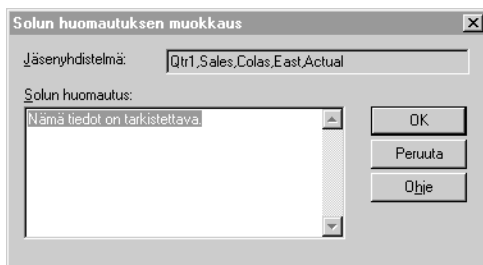 Solun huomautuksen muokkaus
Jäsenyhdistelmä: Qtr1,Sales,Colas,East,Actual
Solun huomautus:
Nämä tiedot on tarkistettava.
OK
Peruuta
Ohje